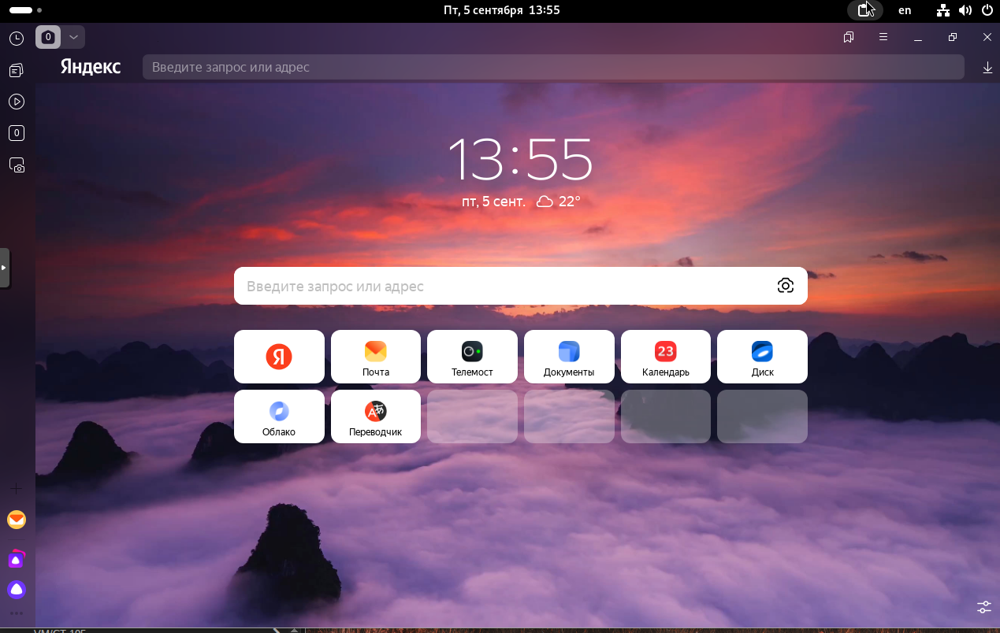 Пт, 5 сентября 13:55
en
0
Яндекс
Введите запрос или адрес
0
13:55
пт, 5 сент. 22°
Введите запрос или адрес
Я
Почта
Телемост
Документы
23
Календарь
Диск
Облако
Переводчик